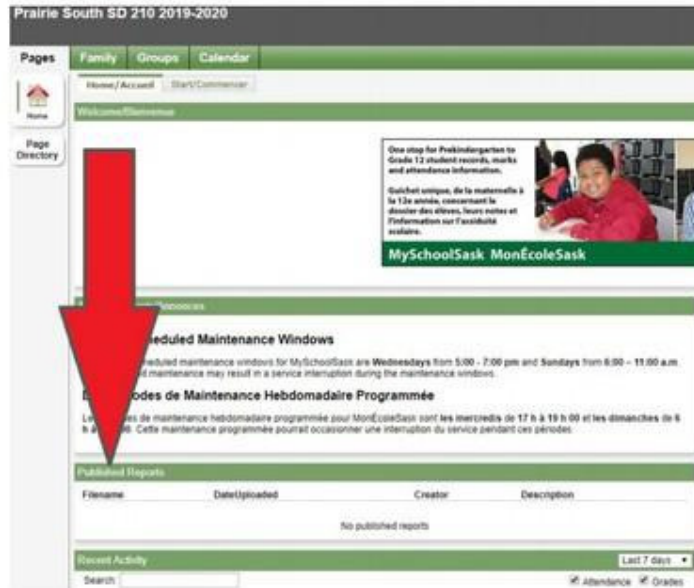 Prairie South SD 210 2019-2020
Pages
Family Groups Calendar
Home/Accueil Start/Commencer
Home
Welcome/Bienvenue
Page
Directory
One stop for Prekindergarten to
Grade 12 student records, marks
and attendance information.
Guichet unique, de la maternelle à
la 12e année, concernant le
dossier des élèves, leurs notes et
l'information sur l'assiduité
scolaire.
MySchoolSask MonÉcoleSask
Maintenance Windows
maintenance windows for MySchoolSask are Wednesdays from 5:00 - 7:00 pm and Sundays from 6:00 – 11:00 a.m
maintenance may result in a service interruption during the maintenance windows.
de Maintenance Hebdomadaire Programmée
de maintenance hebdomadaire programmée pour MonÉcoleSask sont les mercredis de 17 h à 19 h 00 et les dimanches de 6
h Cette maintenance programmée pourrait occasionner une interruption du service pendant ces périodes
Published Reports
Filename DateUploaded Creator Description
No published reports
Recent Activity Last 7 days
Search Attendance Grades